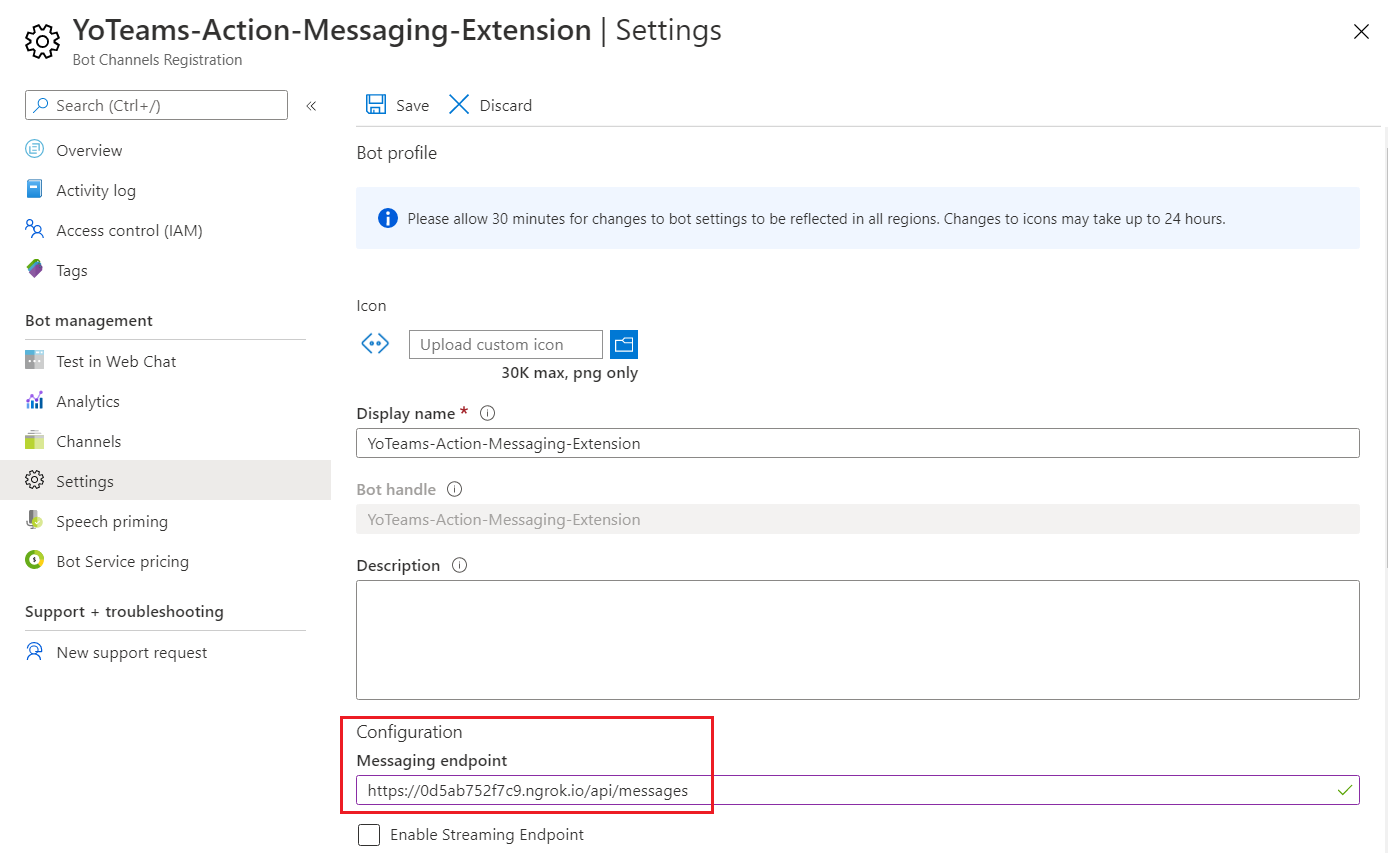 YoTeams-Action-Messaging-Extension | Settings
Bot Channels Registration
Search (Ctrl+/)
«
Overview
Activity log
Access control (IAM)
Tags
Bot management
Test in Web Chat
Analytics
Channels
Settings
Speech priming
Bot Service pricing
Support + troubleshooting
New support request
Save
Discard
Bot profile
Please allow 30 minutes for changes to bot settings to be reflected in all regions. Changes to icons may take up to 24 hours.
Icon
Upload custom icon
30K max, png only
Display name *
YoTeams-Action-Messaging-Extension
Bot handle
YoTeams-Action-Messaging-Extension
Description
Configuration
Messaging endpoint
https://0d5ab752f7c9.ngrok.io/api/messages
Enable Streaming Endpoint